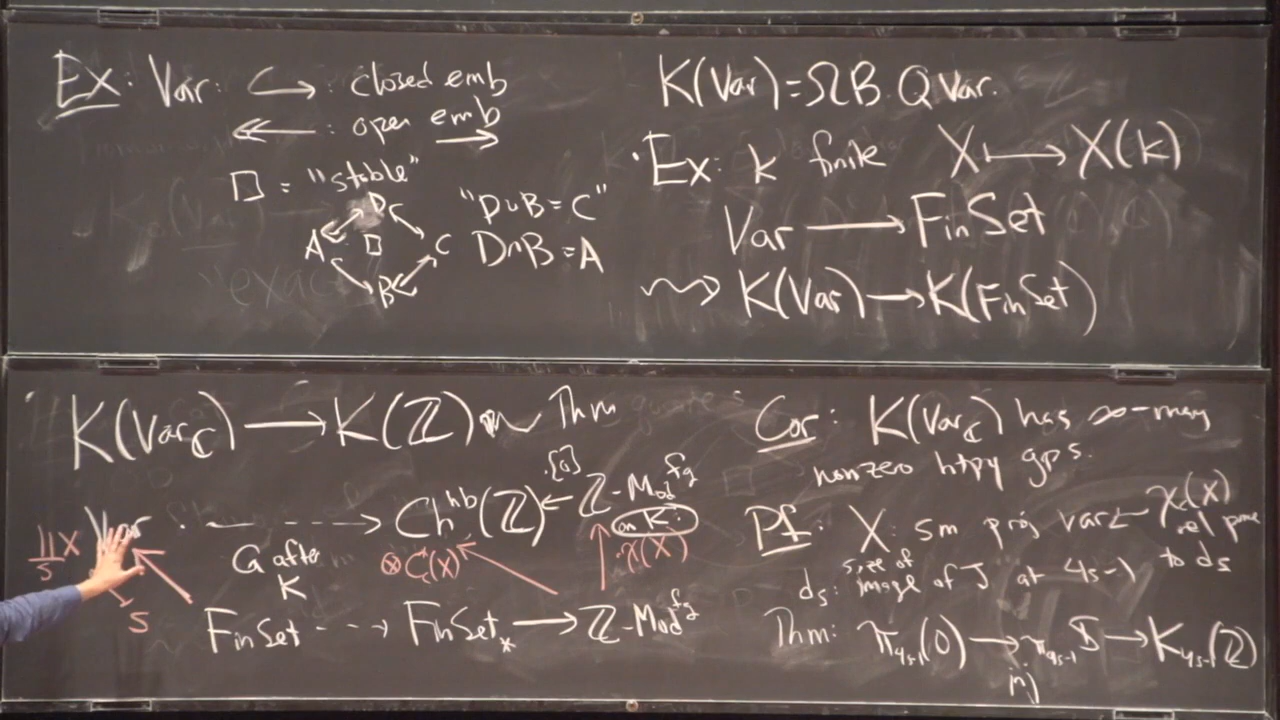 Ex: Var: ↪ : closed emb
↞ : open emb →
□ = "stable"
D
A □ C
B
"D∪B=C"
D∩B=A
K(Var)=ΩB Q Var.
Ex: k finite X ↦ X(k)
Var → FinSet
⇝ K(Var) → K(FinSet)
K(Var_C) → K(ℤ) Thm
Var ⇢ Ch^hb(ℤ) ←·[0] ℤ-Mod^fg
on K:
·χ(X)
∐X
S
G after
K
⊗C(X)
S
FinSet ⇢ FinSet_* → ℤ-Mod^fg
Cor: K(Var_C) has ∞-many
nonzero htpy gps.
Pf: X: sm proj var χ(X)
rel prime
to ds
ds: size of
image of J at 4s-1
Thm: π_{4s-1}(O) → π_{4s-1} S → K_{4s-1}(ℤ)
inj